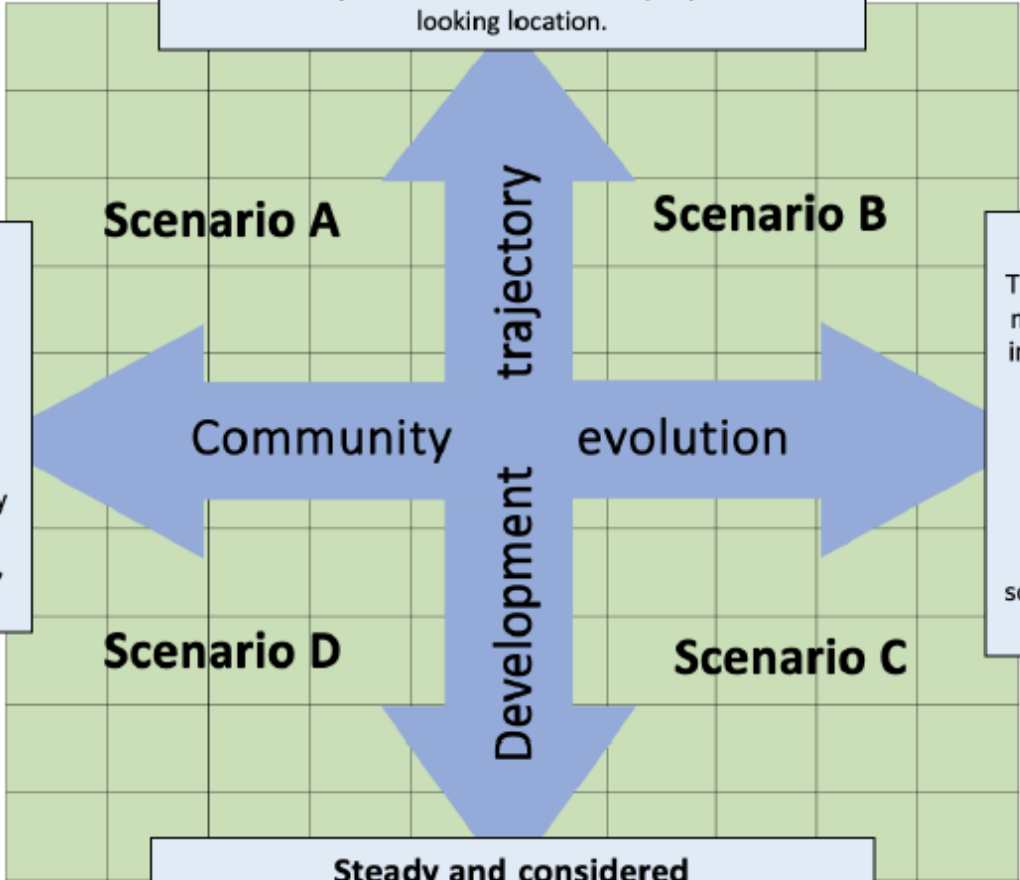 looking location.
Scenario A
Scenario B
Development trajectory
Community evolution
Scenario D
Scenario C
Steady and considered